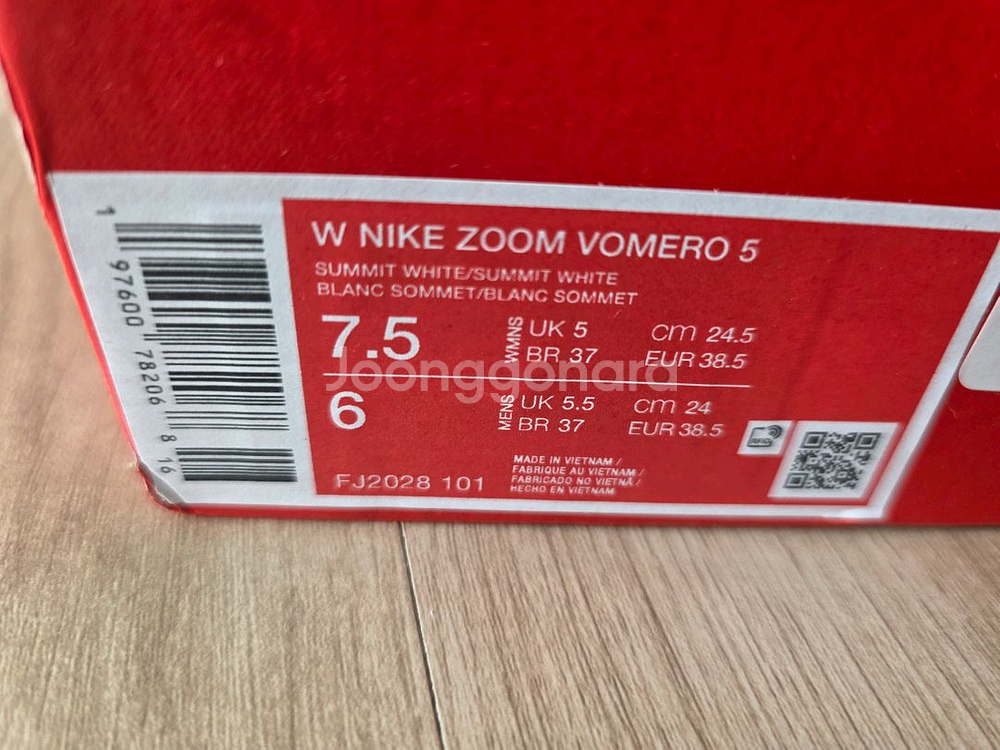 W NIKE ZOOM VOMERO 5
SUMMIT WHITE/SUMMIT WHITE
BLANC SOMMET/BLANC SOMMET
7.5
WMNS
UK 5
cm 24.5
BR 37
EUR 38.5
6
MENS
UK 5.5
cm 24
BR 37
EUR 38.5
FJ2028 101
MADE IN VIETNAM /
FABRIQUE AU VIETNAM /
FABRICADO NO VIETNÃ /
HECHO EN VIETNAM
RFID
1 97600 78206 8 16
Joonggonara